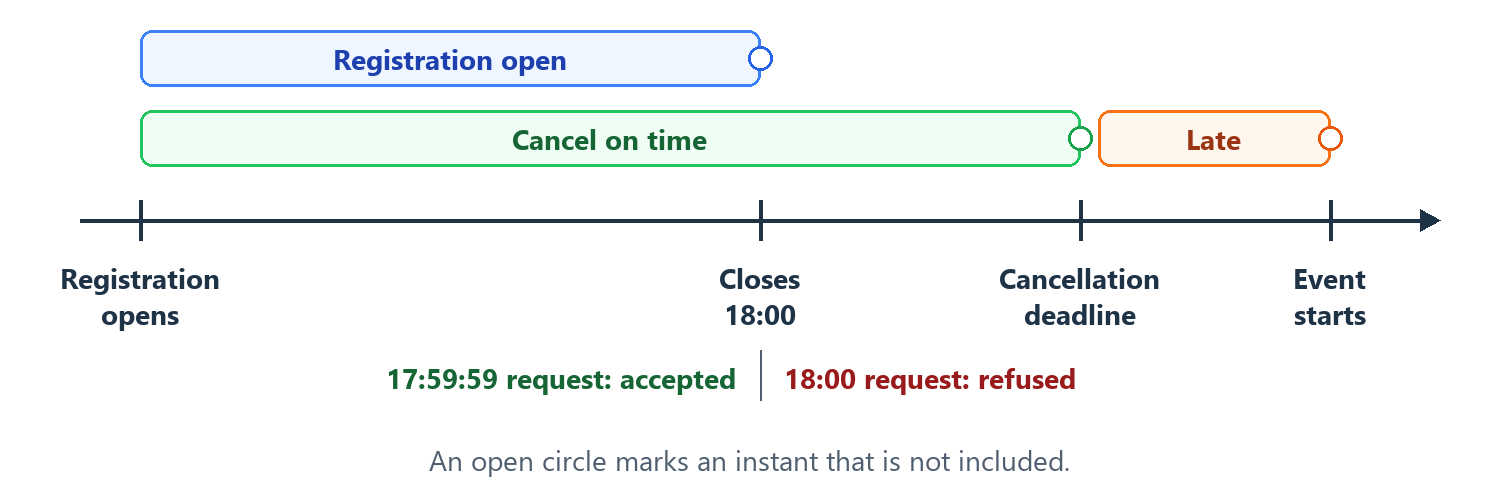 Registration open
Cancel on time
Late
Registration
opens
Closes
18:00
Cancellation
deadline
Event
starts
17:59:59 request: accepted
18:00 request: refused
An open circle marks an instant that is not included.